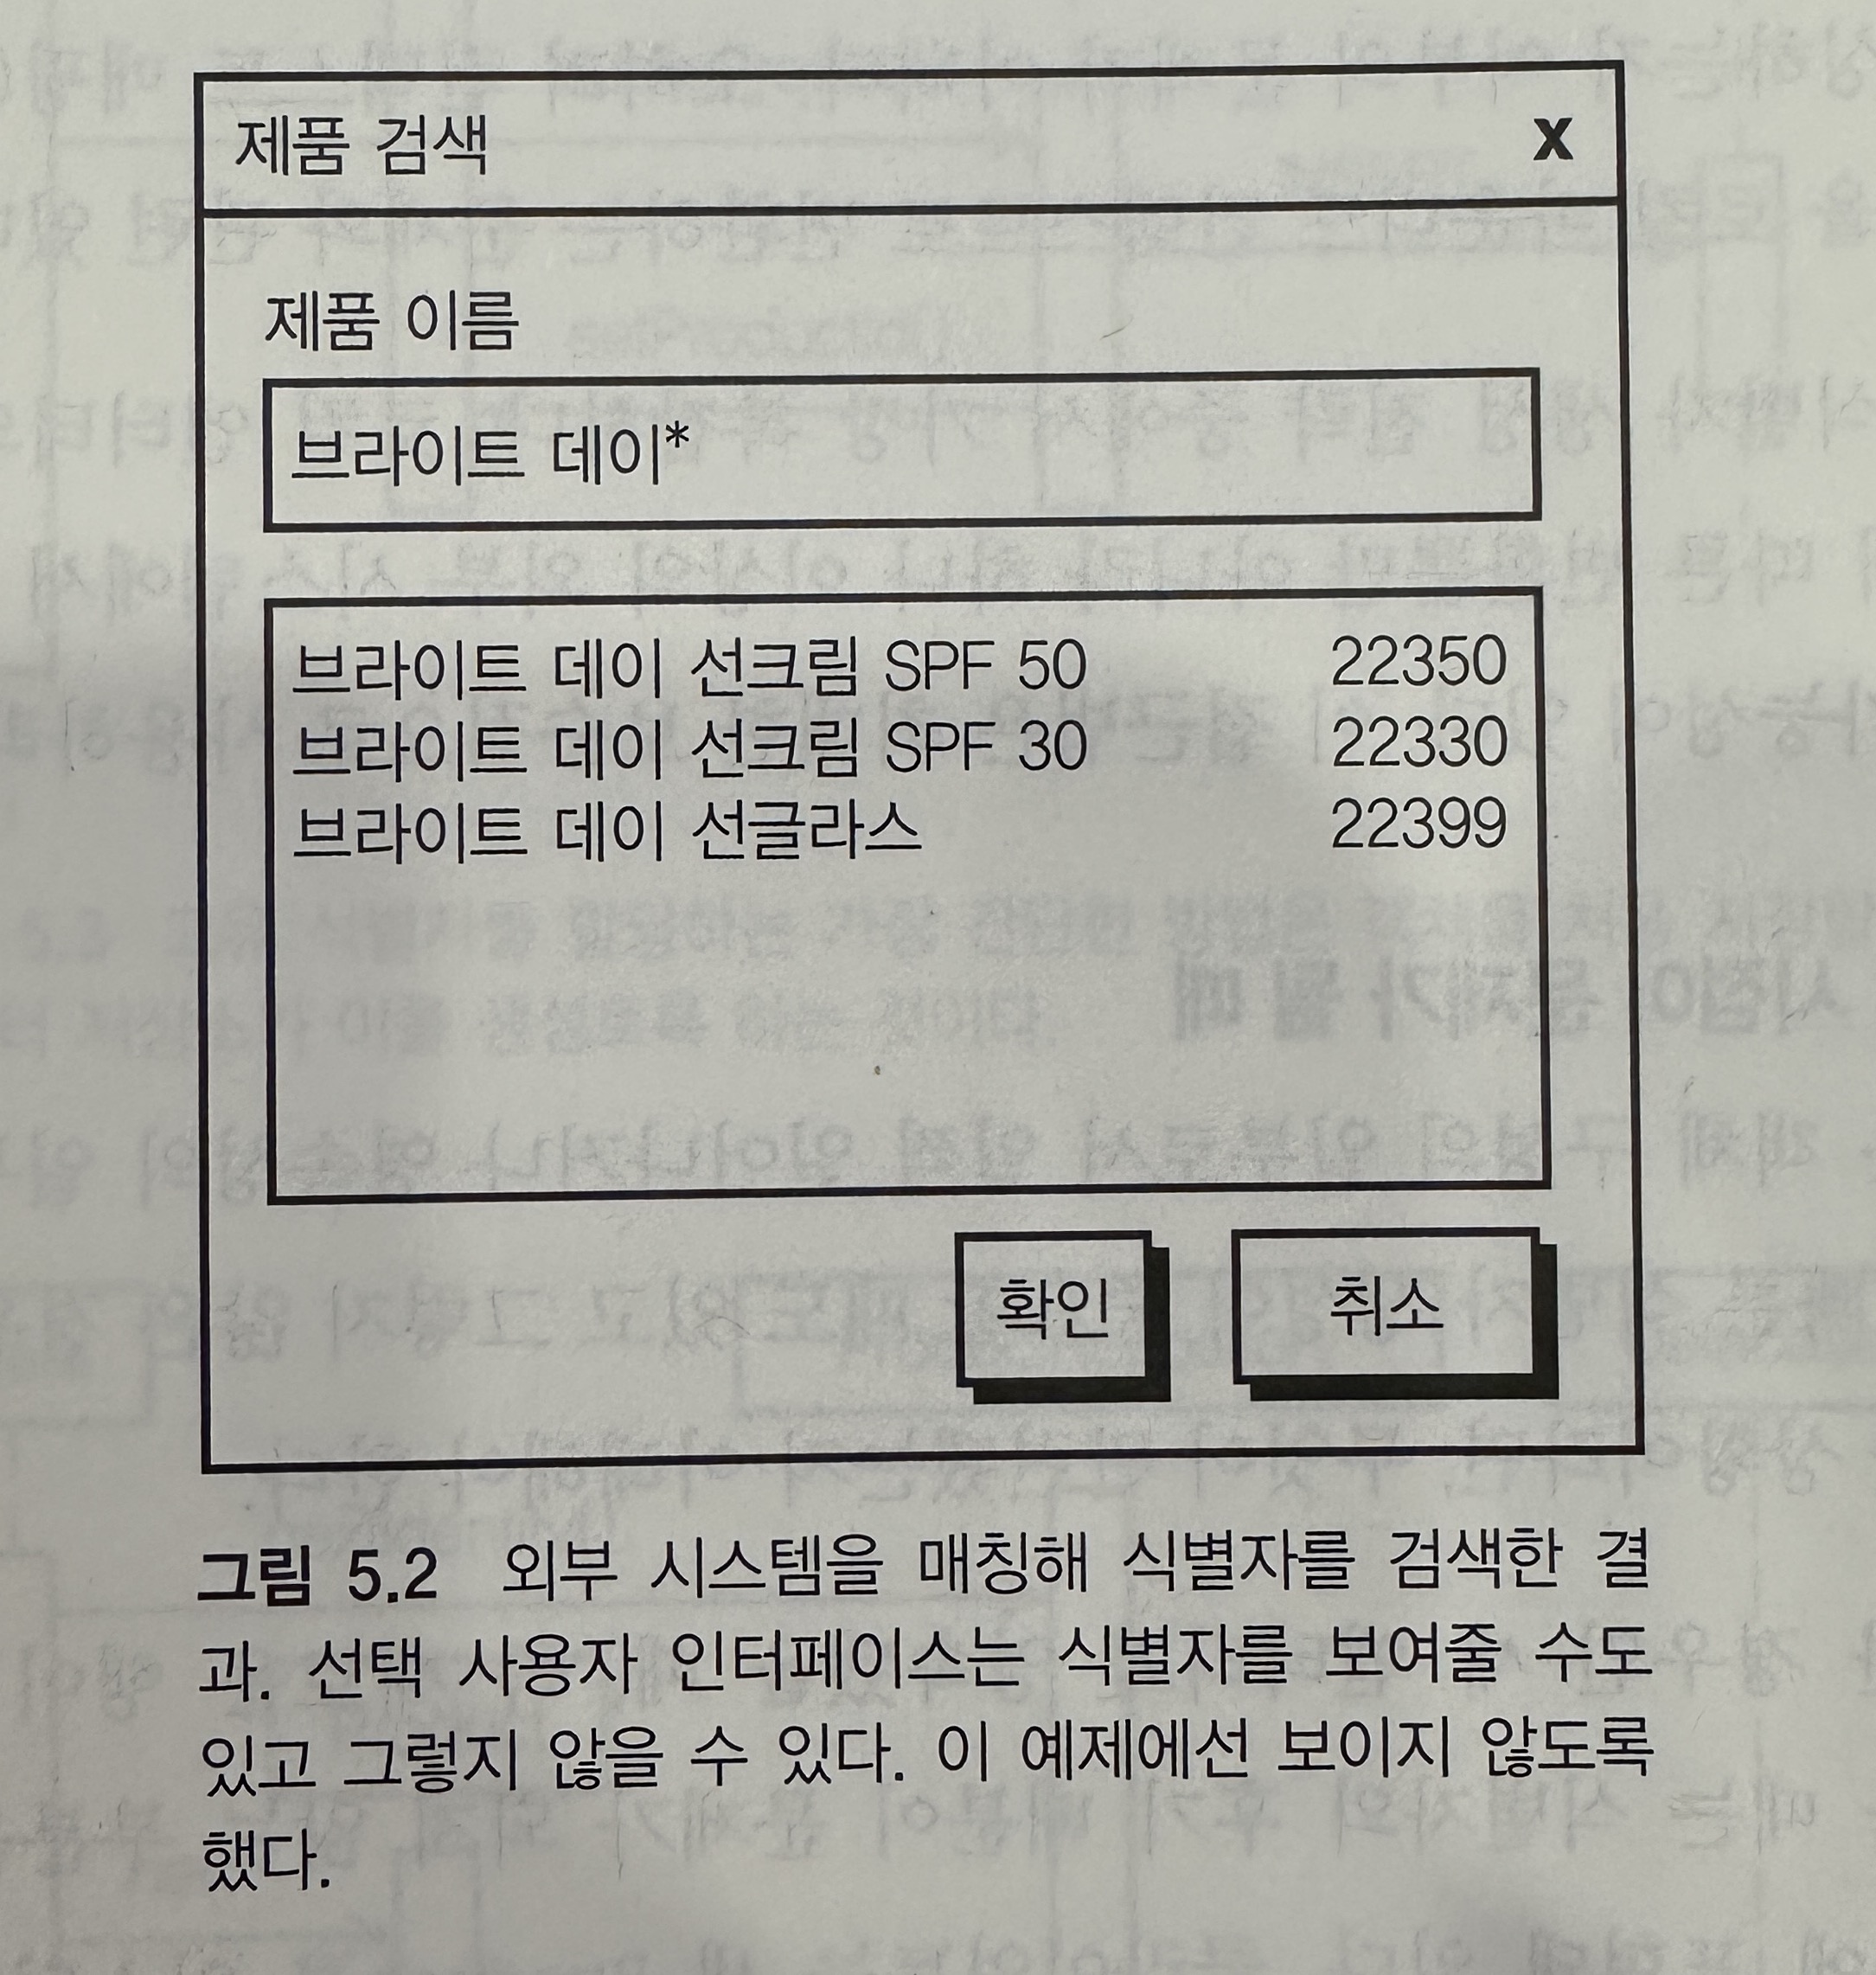 제품 검색 X
제품 이름
브라이트 데이*
브라이트 데이 선크림 SPF 50 22350
브라이트 데이 선크림 SPF 30 22330
브라이트 데이 선글라스 22399
확인 취소
그림 5.2 외부 시스템을 매칭해 식별자를 검색한 결
과. 선택 사용자 인터페이스는 식별자를 보여줄 수도
있고 그렇지 않을 수 있다. 이 예제에선 보이지 않도록
했다.